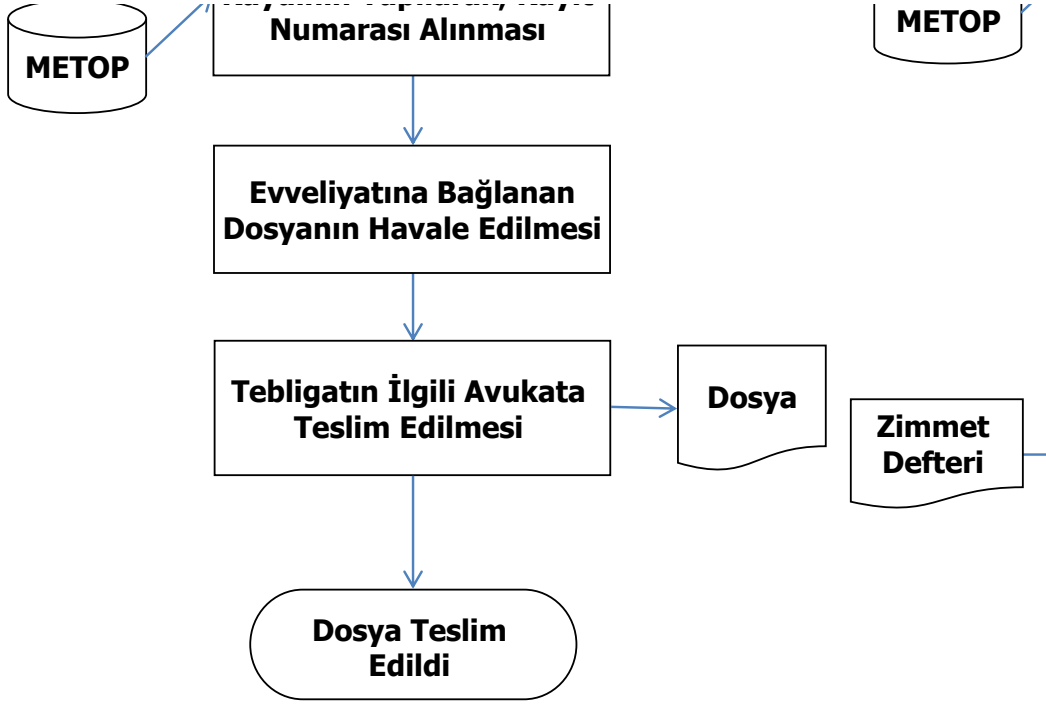 Numarası Alınması
METOP
METOP
Evveliyatına Bağlanan
Dosyanın Havale Edilmesi
Tebligatın İlgili Avukata
Teslim Edilmesi
Dosya
Zimmet
Defteri
Dosya Teslim
Edildi